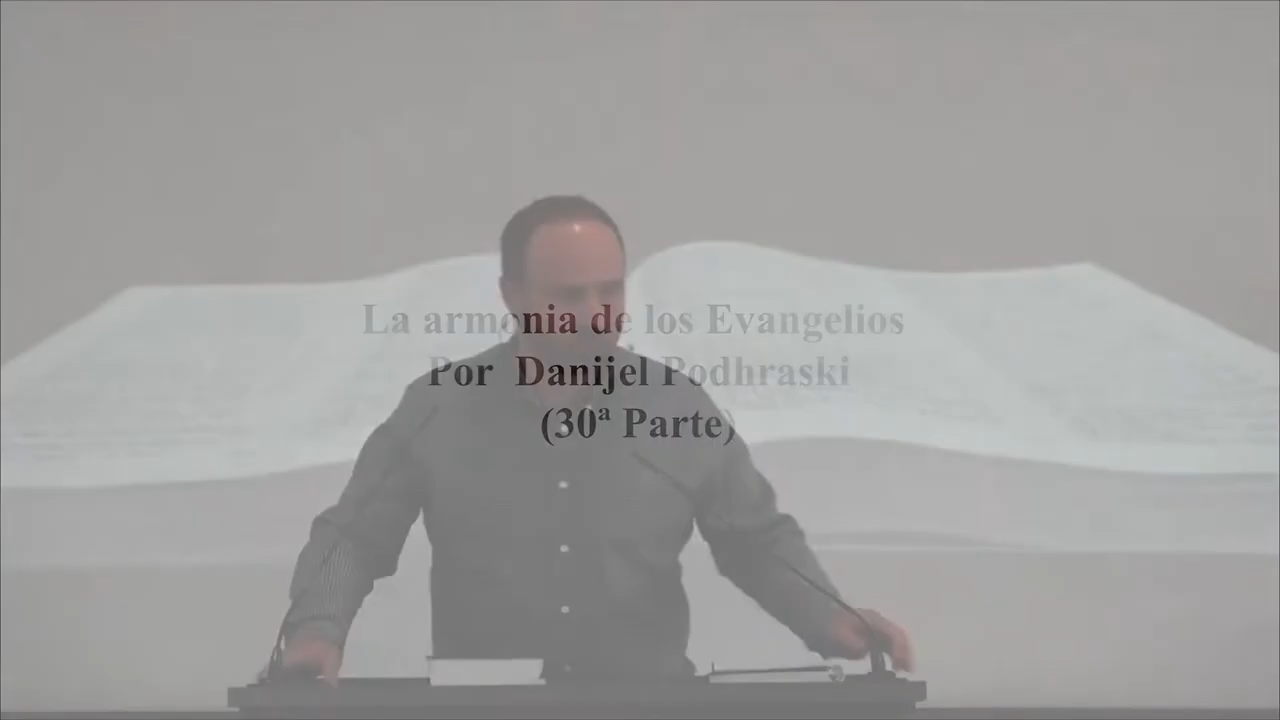 La armonia de los Evangelios
Por Danijel Podhraski
(30ª Parte)